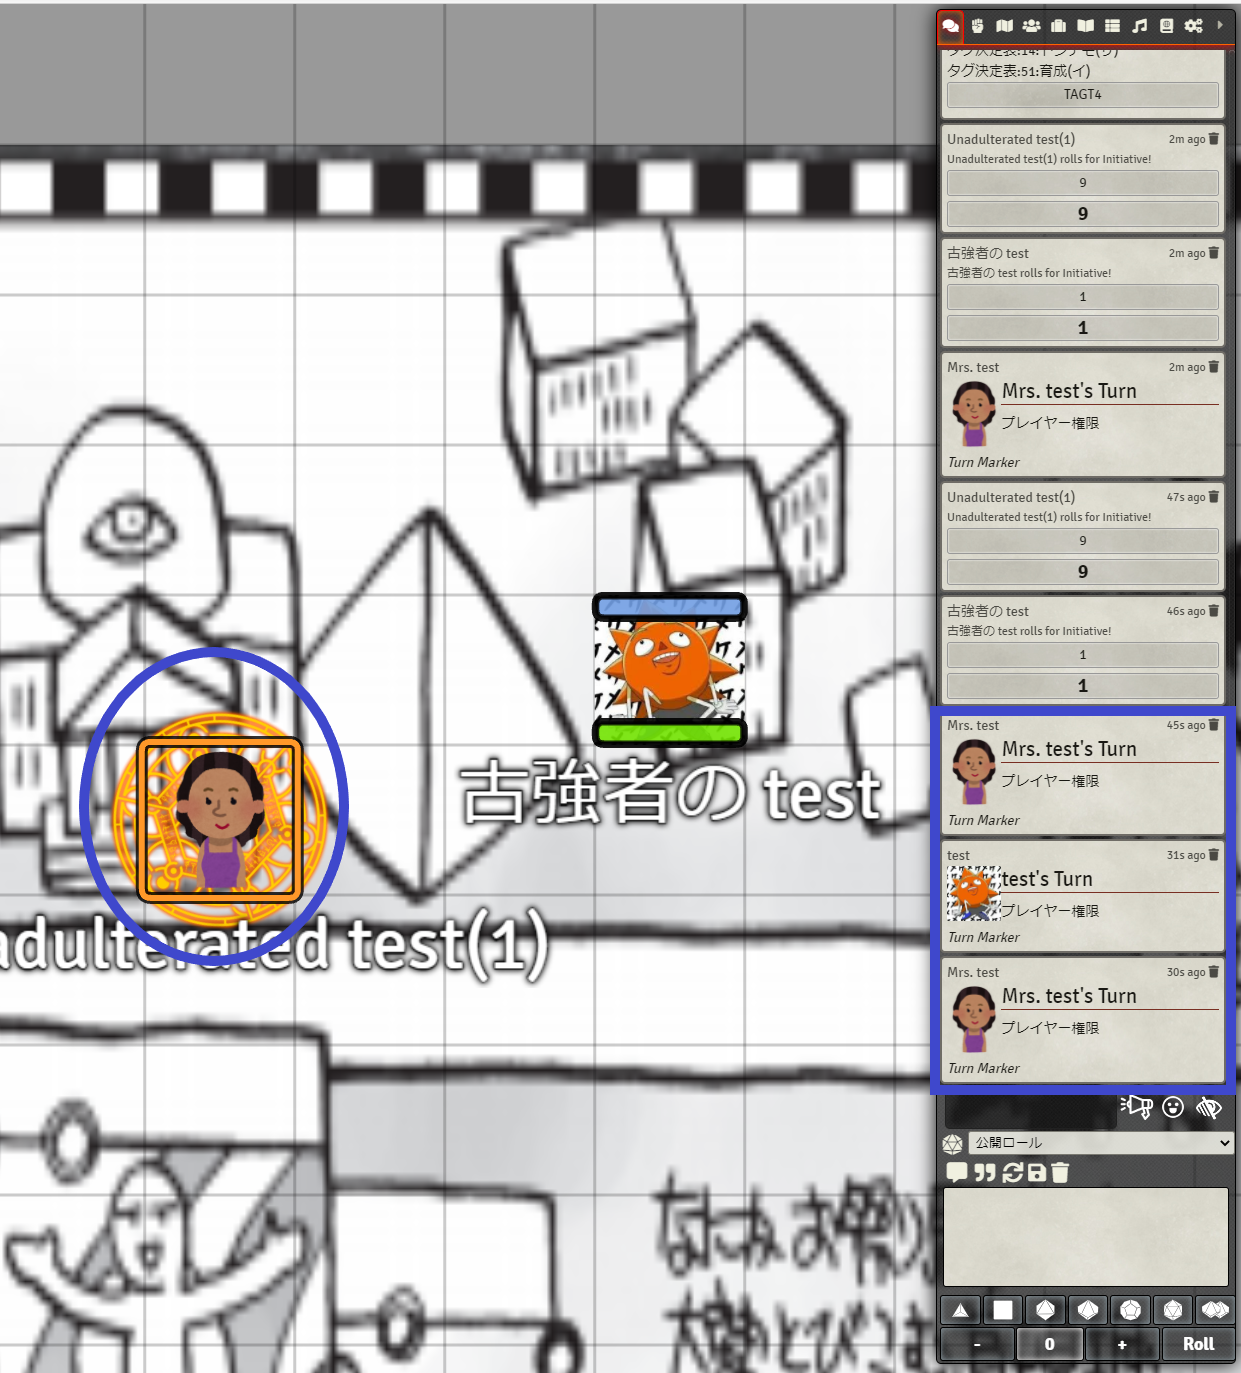 タグ決定表:14:トンデモ(サ)
タグ決定表:51:育成(イ)
TAGT4
Unadulterated test(1)
2m ago
Unadulterated test(1) rolls for Initiative!
9
9
古強者の test
2m ago
古強者の test rolls for Initiative!
1
1
Mrs. test
2m ago
Mrs. test's Turn
プレイヤー権限
Turn Marker
Unadulterated test(1)
47s ago
Unadulterated test(1) rolls for Initiative!
9
9
古強者の test
46s ago
古強者の test rolls for Initiative!
1
1
Mrs. test
45s ago
Mrs. test's Turn
プレイヤー権限
Turn Marker
test
31s ago
test's Turn
プレイヤー権限
Turn Marker
Mrs. test
30s ago
Mrs. test's Turn
プレイヤー権限
Turn Marker
公開ロール
-
0
+
Roll
古強者の test
adulterated test(1)